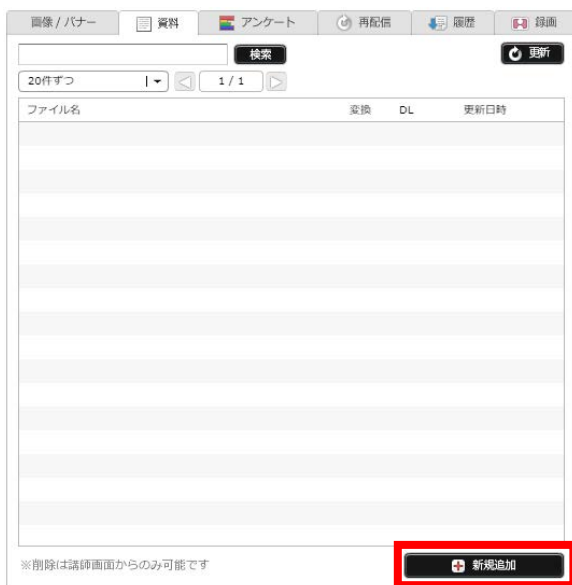 画像 / バナー 資料 アンケート 再配信 履歴 録画
検索 更新
20件ずつ 1 / 1
ファイル名 変換 DL 更新日時
※削除は講師画面からのみ可能です 新規追加